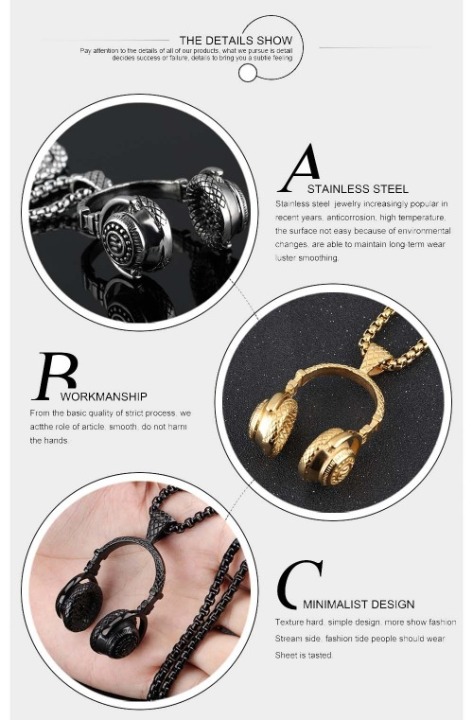 THE DETAILS SHOW
Pay attention to the details of all of our products, what we pursue is detail
decides success or failure, details to bring you a subtle feeling
A
STAINLESS STEEL
Stainless steel jewelry increasingly popular in
recent years, anticorrosion, high temperature,
the surface not easy because of environmental
changes, are able to maintain long-term wear
luster smoothing.
B
WORKMANSHIP
From the basic quality of strict process, we
actthe role of article, smooth, do not harm
the hands.
C
MINIMALIST DESIGN
Texture hard, simple design, more show fashion
Stream side, fashion tide people should wear
Sheet is tasted.